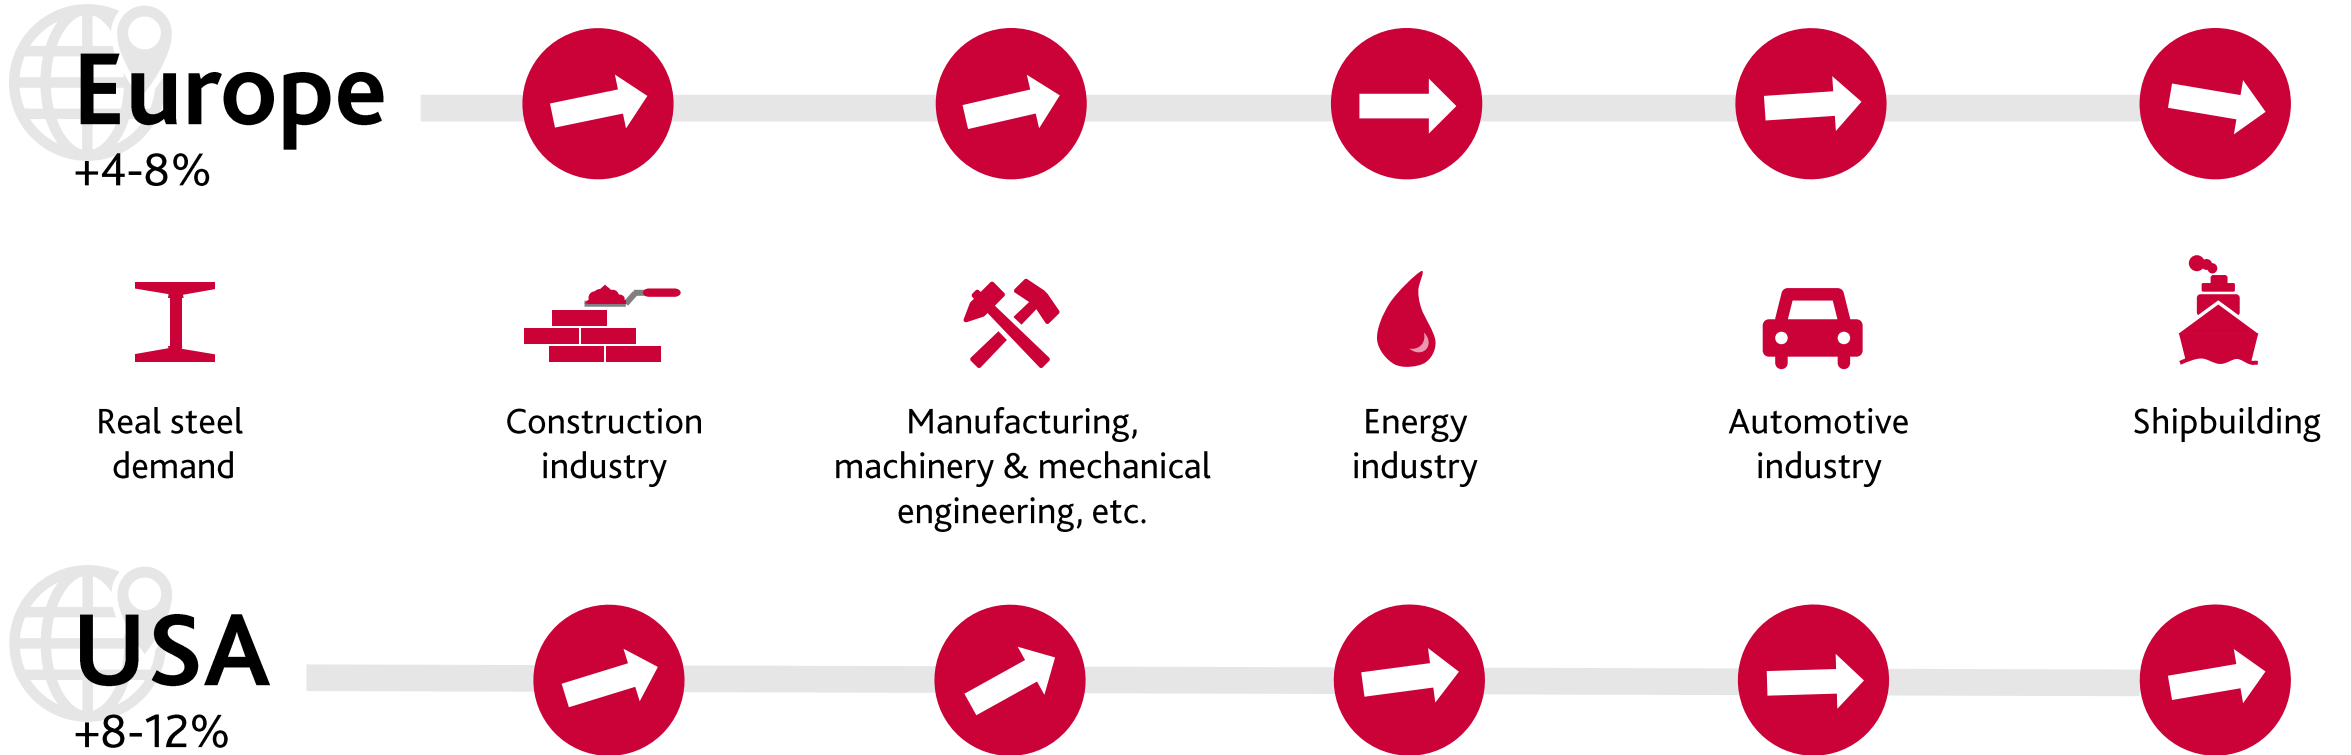 Europe
+4-8%
Real steel
demand
Construction
industry
Manufacturing,
machinery & mechanical
engineering, etc.
Energy
industry
Automotive
industry
Shipbuilding
USA
+8-12%